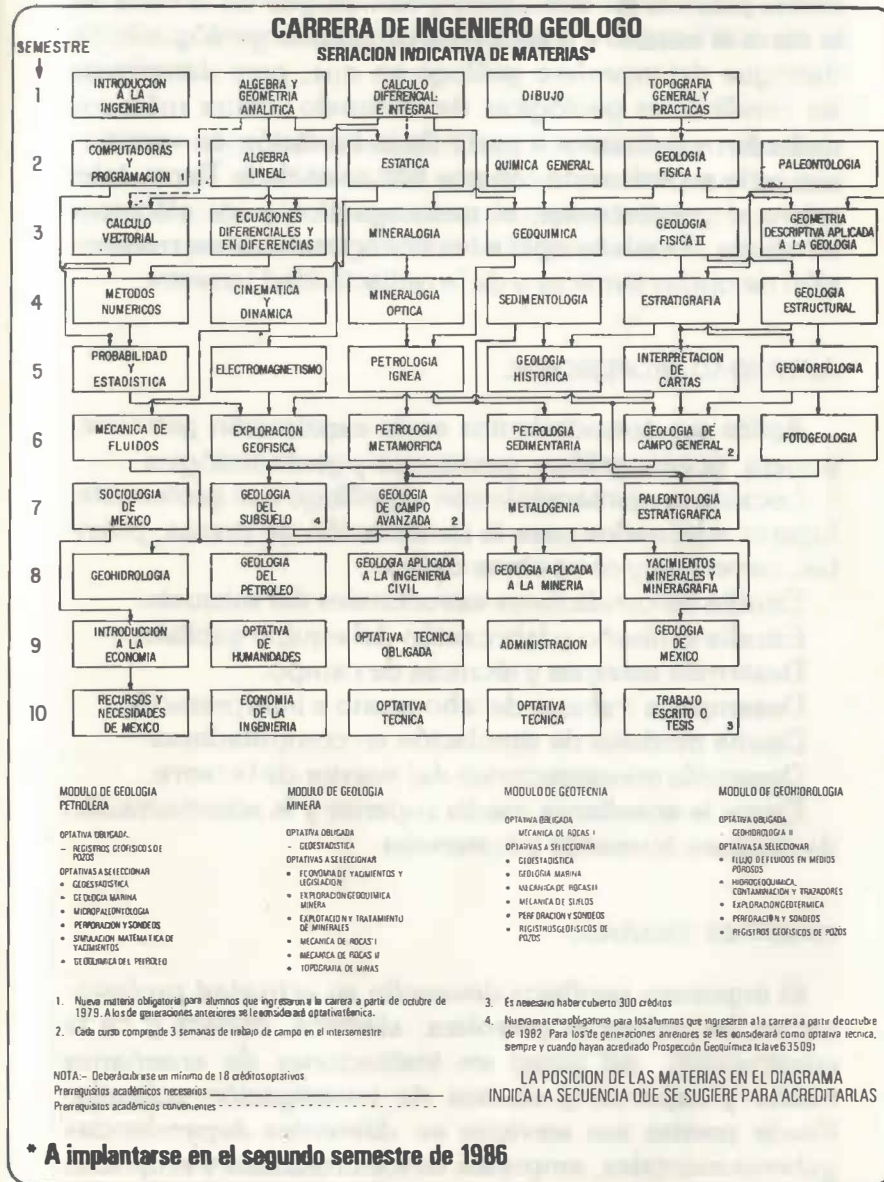 CARRERA DE INGENIERO GEOLOGO
SERIACION INDICATIVA DE MATERIAS*
SEMESTRE
1
INTRODUCCION
A LA
INGENIERIA
ALGEBRA Y
GEOMETRIA
ANALITICA
CALCULO
DIFERENCIAL
E INTEGRAL
DIBUJO
TOPOGRAFIA
GENERAL Y
PRACTICAS
2
COMPUTADORAS
Y
PROGRAMACION 1
ALGEBRA
LINEAL
ESTATICA
QUIMICA GENERAL
GEOLOGIA
FISICA I
PALEONTOLOGIA
3
CALCULO
VECTORIAL
ECUACIONES
DIFERENCIALES Y
EN DIFERENCIAS
MINERALOGIA
GEOQUIMICA
GEOLOGIA
FISICA II
GEOMETRIA
DESCRIPTIVA APLICADA
A LA GEOLOGIA
4
METODOS
NUMERICOS
CINEMATICA
Y
DINAMICA
MINERALOGIA
OPTICA
SEDIMENTOLOGIA
ESTRATIGRAFIA
GEOLOGIA
ESTRUCTURAL
5
PROBABILIDAD
Y
ESTADISTICA
ELECTROMAGNETISMO
PETROLOGIA
IGNEA
GEOLOGIA
HISTORICA
INTERPRETACION
DE
CARTAS
GEOMORFOLOGIA
6
MECANICA DE
FLUIDOS
EXPLORACION
GEOFISICA
PETROLOGIA
METAMORFICA
PETROLOGIA
SEDIMENTARIA
GEOLOGIA DE
CAMPO GENERAL
2
FOTOGEOLOGIA
7
SOCIOLOGIA
DE
MEXICO
GEOLOGIA
DEL
SUBSUELO 4
GEOLOGIA
DE CAMPO
AVANZADA 2
METALOGENIA
PALEONTOLOGIA
ESTRATIGRAFICA
8
GEOHIDROLOGIA
GEOLOGIA
DEL
PETROLEO
GEOLOGIA APLICADA
A LA INGENIERIA
CIVIL
GEOLOGIA APLICADA
A LA MINERIA
YACIMIENTOS
MINERALES Y
MINERAGRAFIA
9
INTRODUCCION
A LA
ECONOMIA
OPTATIVA
DE
HUMANIDADES
OPTATIVA TECNICA
OBLIGADA
ADMINISTRACION
GEOLOGIA
DE
MEXICO
10
RECURSOS Y
NECESIDADES
DE MEXICO
ECONOMIA
DE LA
INGENIERIA
OPTATIVA
TECNICA
OPTATIVA
TECNICA
TRABAJO
ESCRITO O
TESIS 3
MODULO DE GEOLOGIA
PETROLERA
OPTATIVA OBLIGADA.
– REGISTROS GEOFISICOS DE
POZOS
OPTATIVAS A SELECCIONAR
• GEOESTADISTICA
• GEOLOGIA MARINA
• MICROPALEONTOLOGIA
• PERFORACION Y SONDEOS
• SIMULACION MATEMATICA DE
YACIMIENTOS
• GEOQUIMICA DEL PETROLEO
MODULO DE GEOLOGIA
MINERA
OPTATIVA OBLIGADA
– GEOESTADISTICA
OPTATIVAS A SELECCIONAR
• ECONOMIA DE YACIMIENTOS Y
LEGISLACION
• EXPLORACION GEOQUIMICA
MINERA
• EXPLOTACION Y TRATAMIENTO
DE MINERALES
• MECANICA DE ROCAS I
• MECANICA DE ROCAS II
• TOPOGRAFIA DE MINAS
MODULO DE GEOTECNIA
OPTATIVA OBLIGADA
MECANICA DE ROCAS I
OPTATIVAS A SELECCIONAR
• GEOESTADISTICA
• GEOLOGIA MARINA
• MECANICA DE ROCAS II
• MECANICA DE SUELOS
• PERFORACION Y SONDEOS
• REGISTROS GEOFISICOS DE
POZOS
MODULO DE GEOHIDROLOGIA
OPTATIVA OBLIGADA
– GEOHIDROLOGIA II
OPTATIVAS A SELECCIONAR
• FLUJO DE FLUIDOS EN MEDIOS
POROSOS
• HIDROGEOQUIMICA,
CONTAMINACION Y TRAZADORES
• EXPLORACION GEOTERMICA
• PERFORACION Y SONDEOS
• REGISTROS GEOFISICOS DE POZOS
1. Nueva materia obligatoria para alumnos que ingresaron a la carrera a partir de octubre de
1979. A los de generaciones anteriores se le considerará optativa técnica.
2. Cada curso comprende 3 semanas de trabajo de campo en el intersemestre
3. Es necesario haber cubierto 300 créditos
4. Nueva materia obligatoria para los alumnos que ingresaren a la carrera a partir de octubre
de 1982. Para los de generaciones anteriores se les considerará como optativa técnica,
sempre y cuando hayan acreditado Prospección Geoquímica (clave 63509)
NOTA:– Deberá cubrirse un mínimo de 18 créditos optativos
Prerrequisitos académicos necesarios
Prerrequisitos académicos convenientes
LA POSICION DE LAS MATERIAS EN EL DIAGRAMA
INDICA LA SECUENCIA QUE SE SUGIERE PARA ACREDITARLAS
* A implantarse en el segundo semestre de 1986